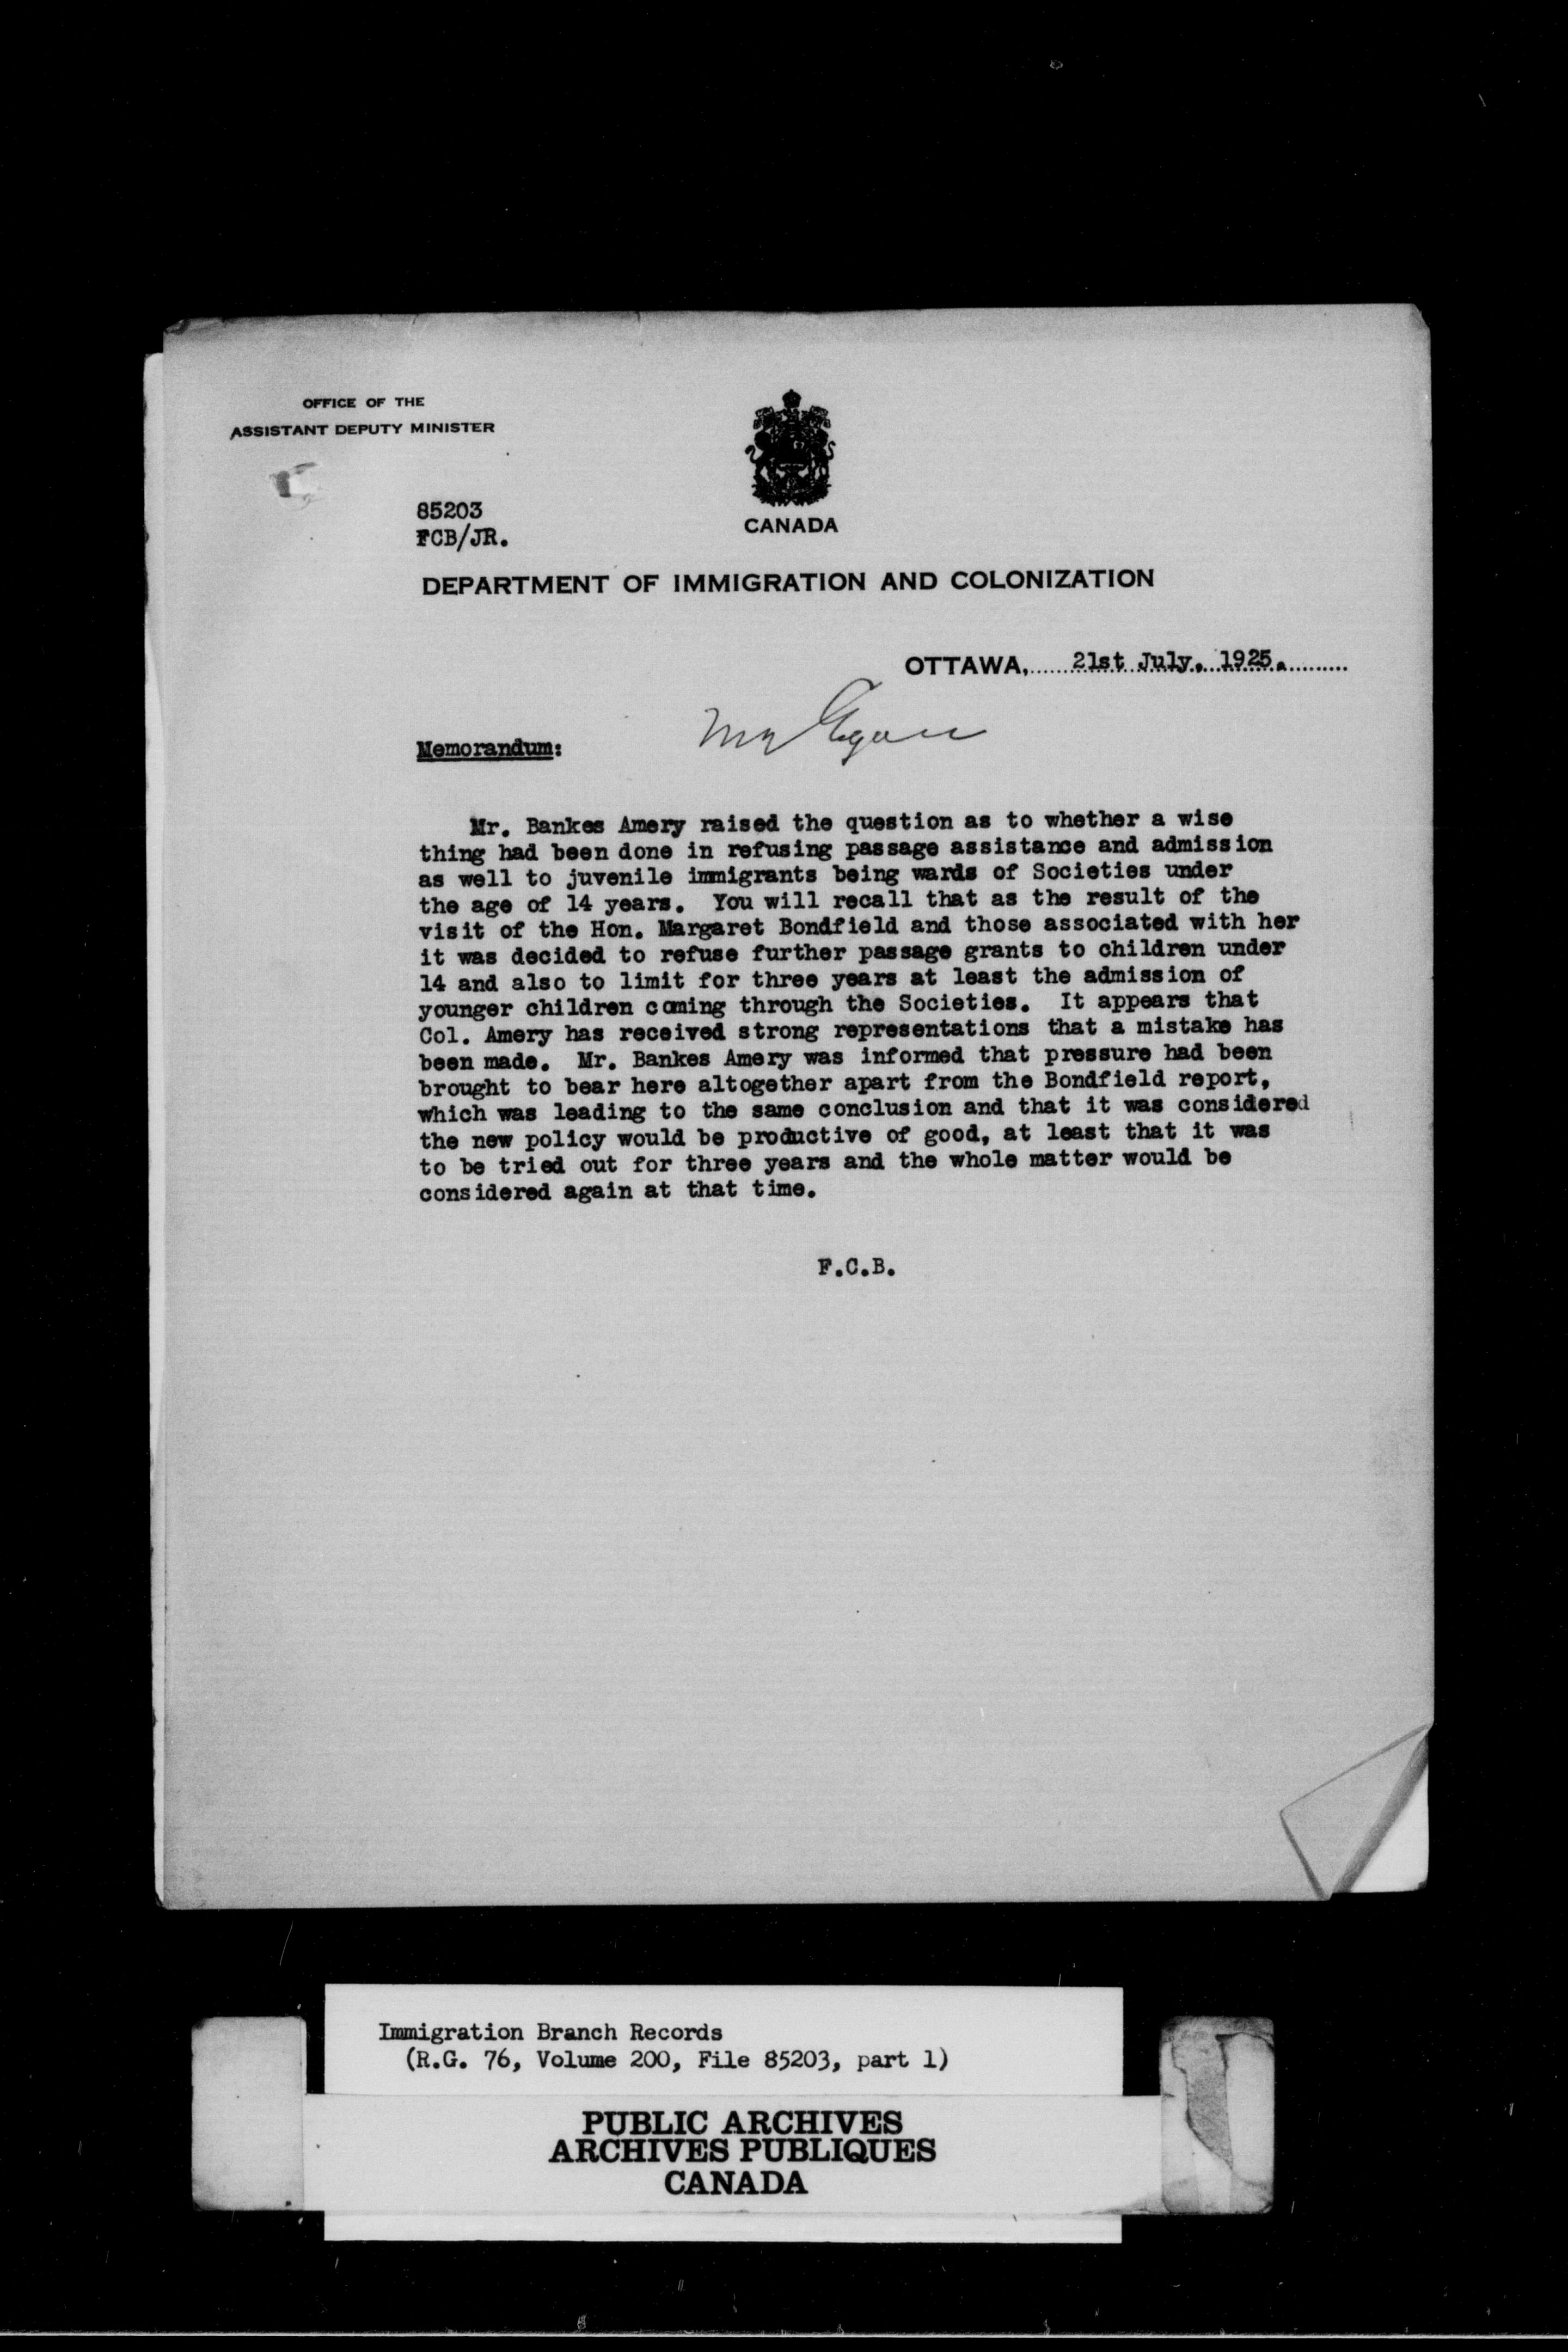 OFFICE OF THE
ASSISTANT DEPUTY MINISTER
85203
FCB/JR.
CANADA
DEPARTMENT OF IMMIGRATION AND COLONIZATION
OTTAWA, 21st July, 1925.
Mr Egan
Memorandum:
Mr. Bankes Amery raised the question as to whether a wise
thing had been done in refusing passage assistance and admission
as well to juvenile immigrants being wards of Societies under
the age of 14 years. You will recall that as the result of the
visit of the Hon. Margaret Bondfield and those associated with her
it was decided to refuse further passage grants to children under
14 and also to limit for three years at least the admission of
younger children coming through the Societies. It appears that
Col. Amery has received strong representations that a mistake has
been made. Mr. Bankes Amery was informed that pressure had been
brought to bear here altogether apart from the Bondfield report,
which was leading to the same conclusion and that it was considered
the new policy would be productive of good, at least that it was
to be tried out for three years and the whole matter would be
considered again at that time.
F.C.B.
Immigration Branch Records
(R.G. 76, Volume 200, File 85203, part 1)
PUBLIC ARCHIVES
ARCHIVES PUBLIQUES
CANADA